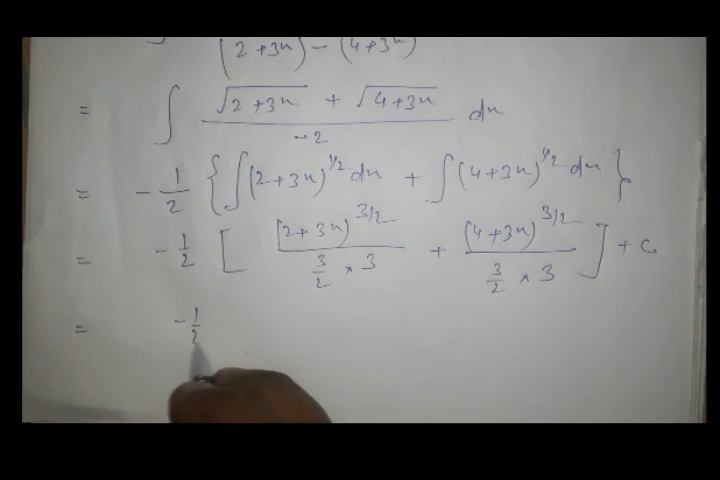 (2+3x) - (4+3x)
= ∫ (√(2+3x) + √(4+3x)) / -2 dx
= -1/2 { ∫(2+3x)^1/2 dx + ∫(4+3x)^1/2 dx }
= -1/2 [ (2+3x)^3/2 / (3/2 × 3) + (4+3x)^3/2 / (3/2 × 3) ] + C
= -1/2